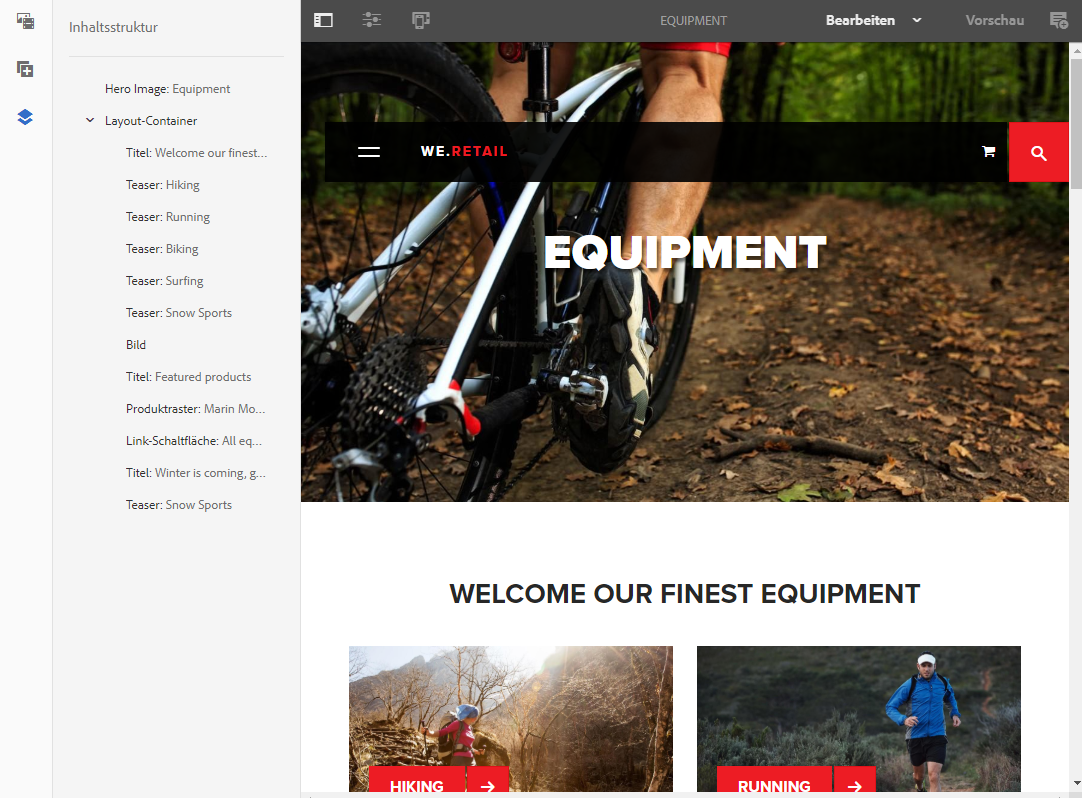 Inhaltsstruktur
Hero Image: Equipment
Layout-Container
Titel: Welcome our finest...
Teaser: Hiking
Teaser: Running
Teaser: Biking
Teaser: Surfing
Teaser: Snow Sports
Bild
Titel: Featured products
Produktraster: Marin Mo...
Link-Schaltfläche: All eq...
Titel: Winter is coming, g...
Teaser: Snow Sports
EQUIPMENT
Bearbeiten
Vorschau
WE.RETAIL
EQUIPMENT
WELCOME OUR FINEST EQUIPMENT
HIKING
RUNNING